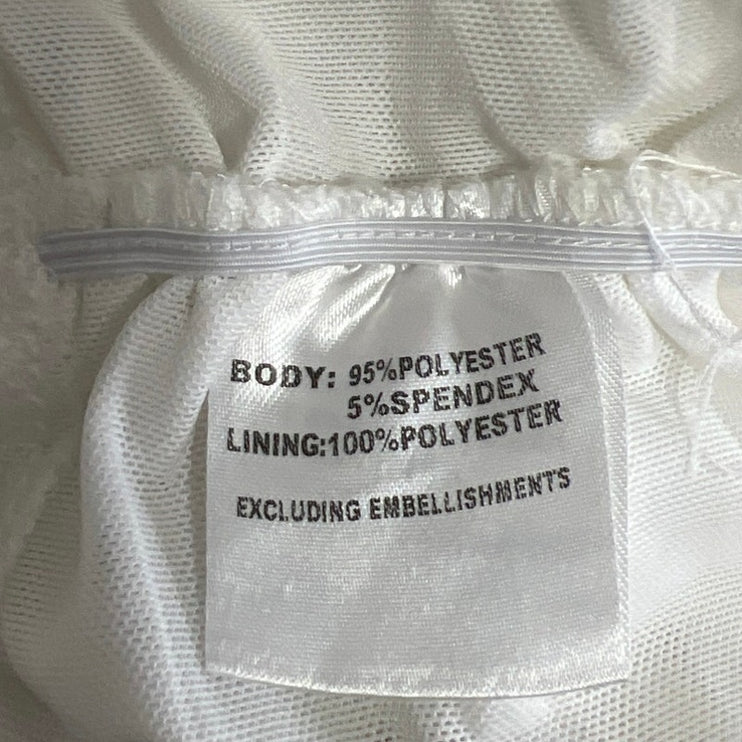 BODY: 95%POLYESTER
5%SPENDEX
LINING:100%POLYESTER
EXCLUDING EMBELLISHMENTS